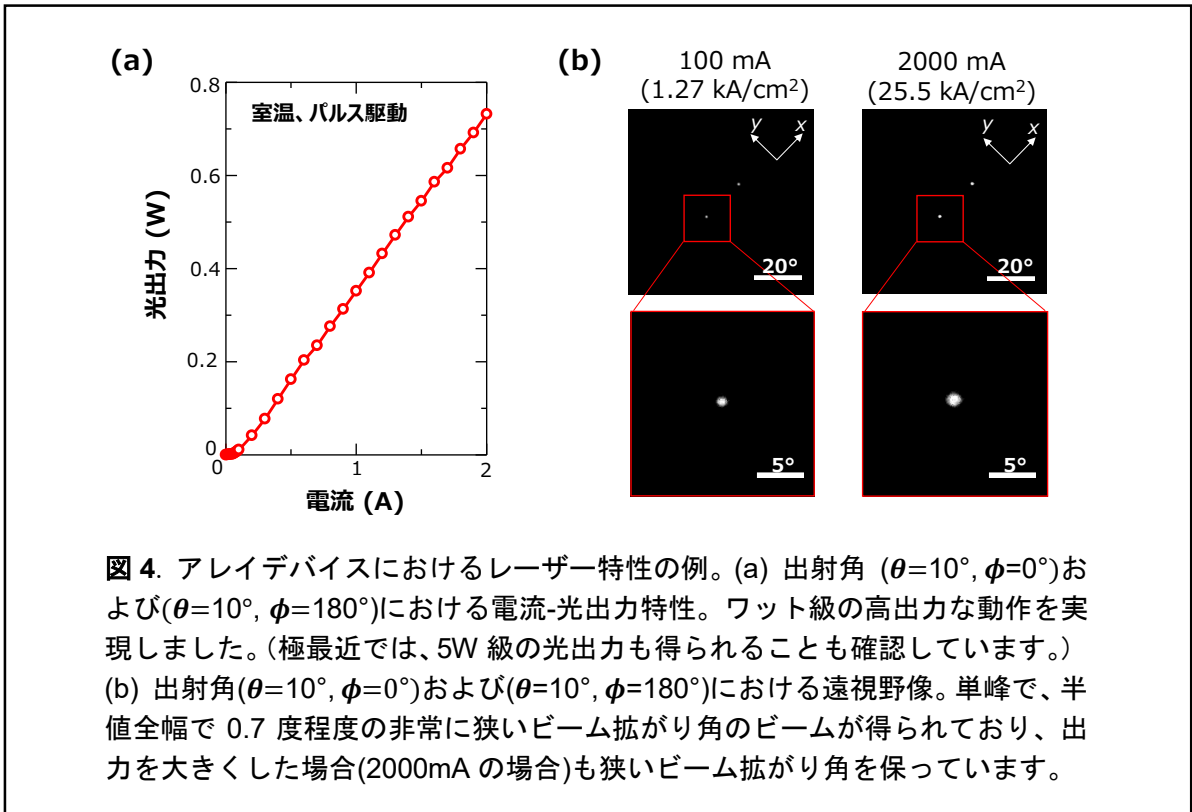 (a)
0.8
室温、パルス駆動
0.6
0.4
0.2
0
0
1
2
光出力 (W)
電流 (A)
(b)
100 mA
(1.27 kA/cm²)
2000 mA
(25.5 kA/cm²)
y
x
20°
y
x
20°
5°
5°
図 4. アレイデバイスにおけるレーザー特性の例。(a) 出射角 (θ=10°, ϕ=0°)お
よび(θ=10°, ϕ=180°)における電流-光出力特性。ワット級の高出力な動作を実
現しました。（極最近では、5W 級の光出力も得られることも確認しています。）
(b) 出射角(θ=10°, ϕ=0°)および(θ=10°, ϕ=180°)における遠視野像。単峰で、半
値全幅で 0.7 度程度の非常に狭いビーム拡がり角のビームが得られており、出
力を大きくした場合(2000mA の場合)も狭いビーム拡がり角を保っています。